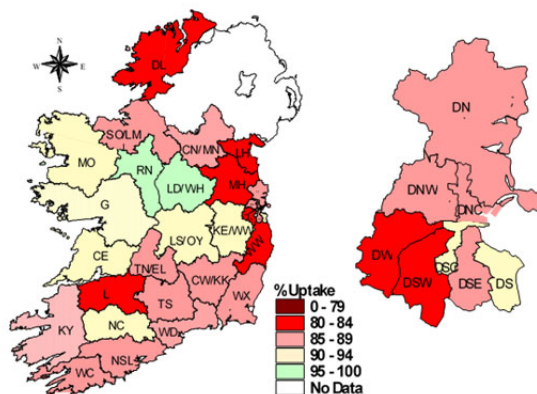 N
W E
S
DL
SO/LM
CN/MN
MO
RN
LH
LD/WH
MH
G
LS/OY
KE/WW
WW
CE
TN/EL
L
CW/KK
TS
WX
KY
NC
WD
NSL
WC
DN
DNW
DNC
DW
DSW
DSC
DSE
DS
% Uptake
0 - 79
80 - 84
85 - 89
90 - 94
95 - 100
No Data